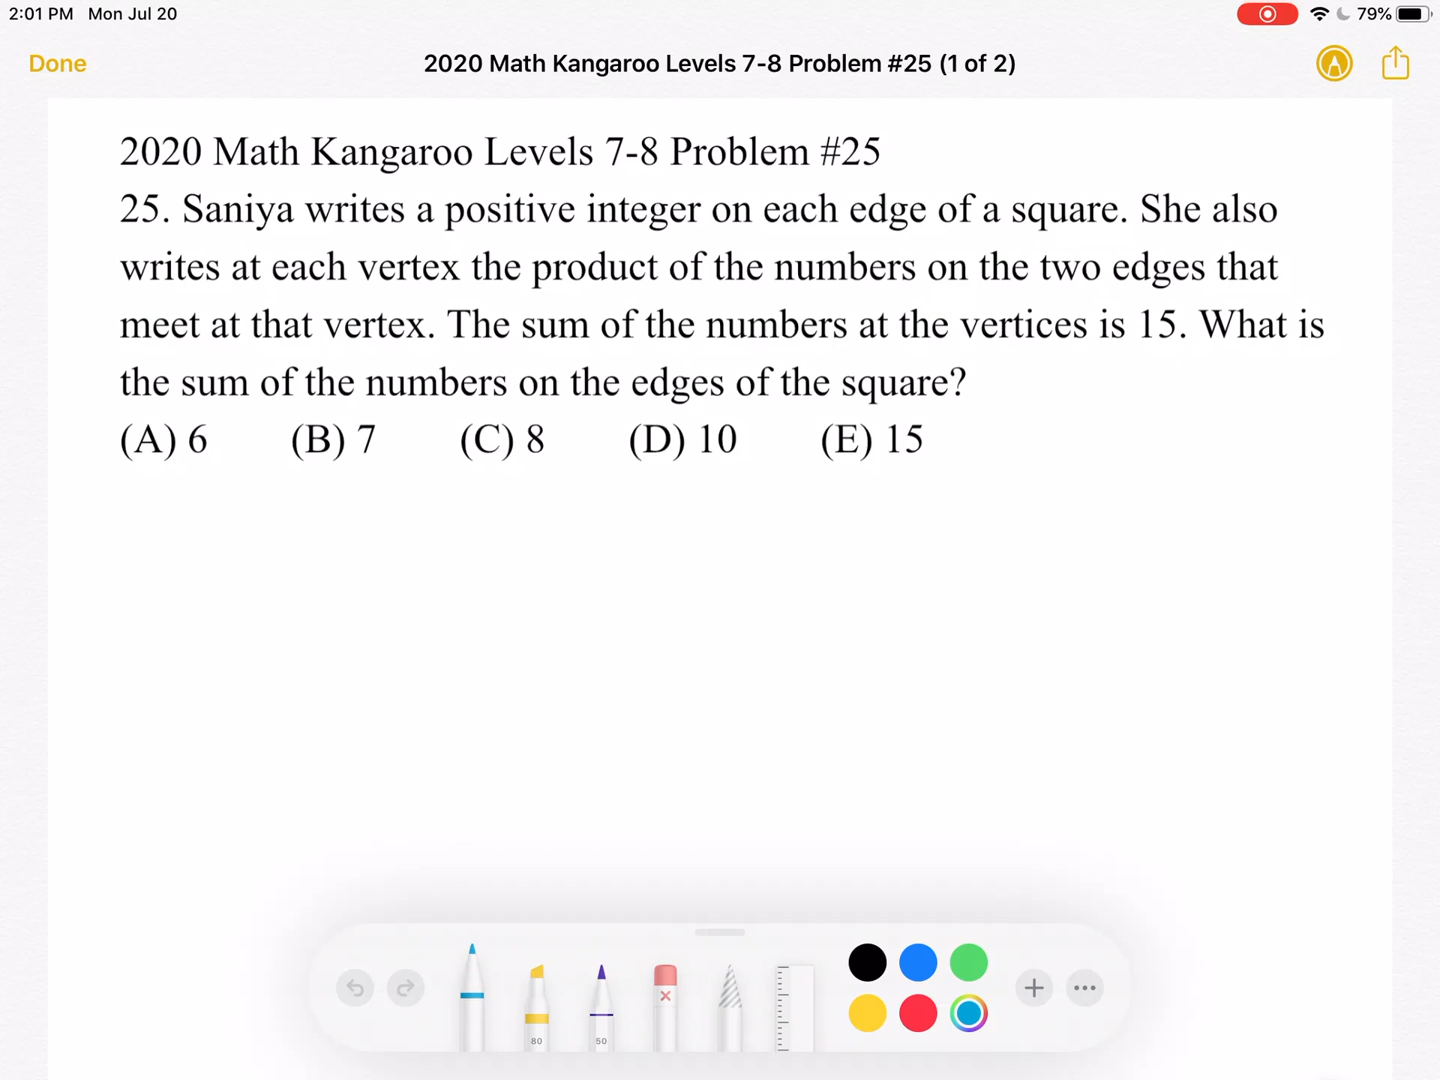 2:01 PM Mon Jul 20
79%
Done
2020 Math Kangaroo Levels 7-8 Problem #25 (1 of 2)
2020 Math Kangaroo Levels 7-8 Problem #25
25. Saniya writes a positive integer on each edge of a square. She also
writes at each vertex the product of the numbers on the two edges that
meet at that vertex. The sum of the numbers at the vertices is 15. What is
the sum of the numbers on the edges of the square?
(A) 6 (B) 7 (C) 8 (D) 10 (E) 15
80
50